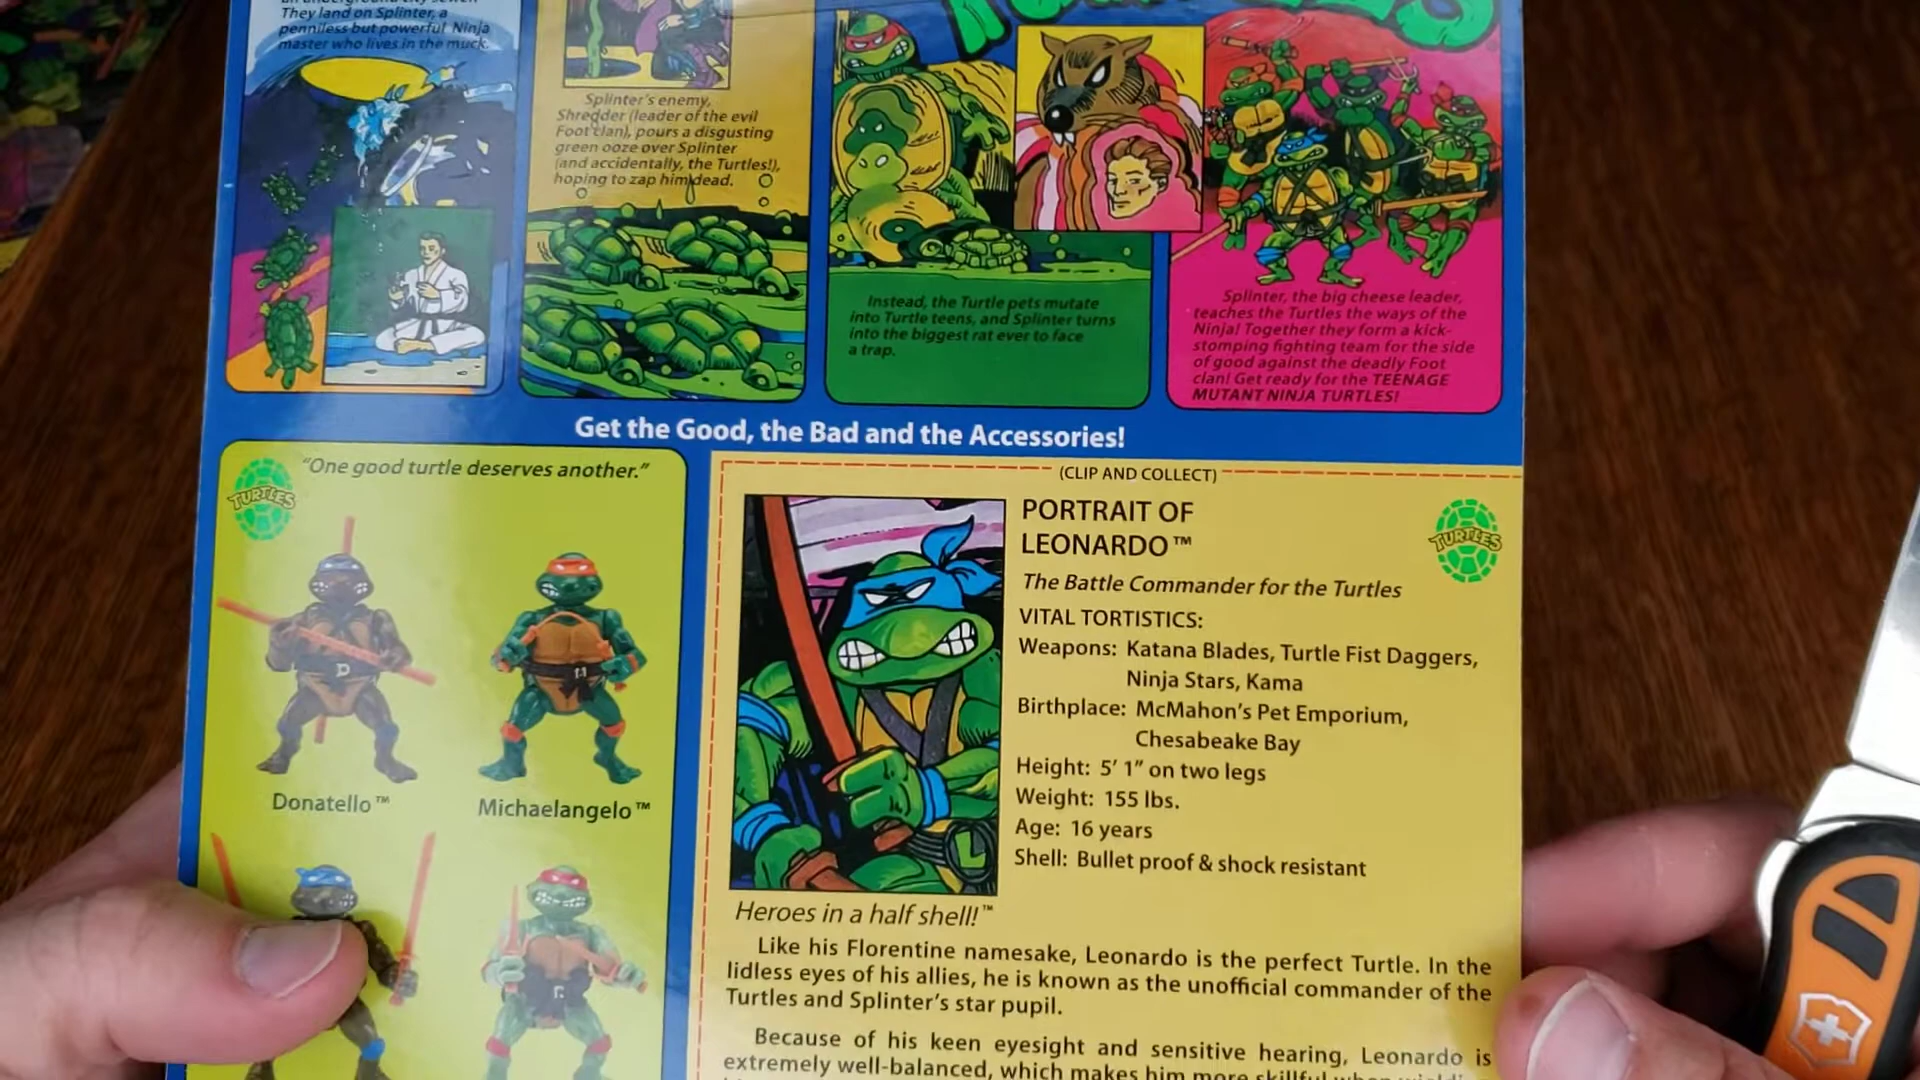 They land on Splinter, a
penniless but powerful Ninja
master who lives in the muck.
Splinter's enemy,
Shredder (leader of the evil
Foot clan), pours a disgusting
green ooze over Splinter
(and accidentally, the Turtles!),
hoping to zap him dead.
Instead, the Turtle pets mutate
into Turtle teens, and Splinter turns
into the biggest rat ever to face
a trap.
Splinter, the big cheese leader,
teaches the Turtles the ways of the
Ninja! Together they form a kick-
stomping fighting team for the side
of good against the deadly Foot
clan! Get ready for the TEENAGE
MUTANT NINJA TURTLES!
Get the Good, the Bad and the Accessories!
TURTLES
"One good turtle deserves another."
Donatello™
Michaelangelo™
(CLIP AND COLLECT)
PORTRAIT OF
LEONARDO™
TURTLES
The Battle Commander for the Turtles
VITAL TORTISTICS:
Weapons: Katana Blades, Turtle Fist Daggers,
Ninja Stars, Kama
Birthplace: McMahon's Pet Emporium,
Chesabeake Bay
Height: 5' 1" on two legs
Weight: 155 lbs.
Age: 16 years
Shell: Bullet proof & shock resistant
Heroes in a half shell!™
Like his Florentine namesake, Leonardo is the perfect Turtle. In the
lidless eyes of his allies, he is known as the unofficial commander of the
Turtles and Splinter's star pupil.
Because of his keen eyesight and sensitive hearing, Leonardo is
extremely well-balanced, which makes him more skillful when